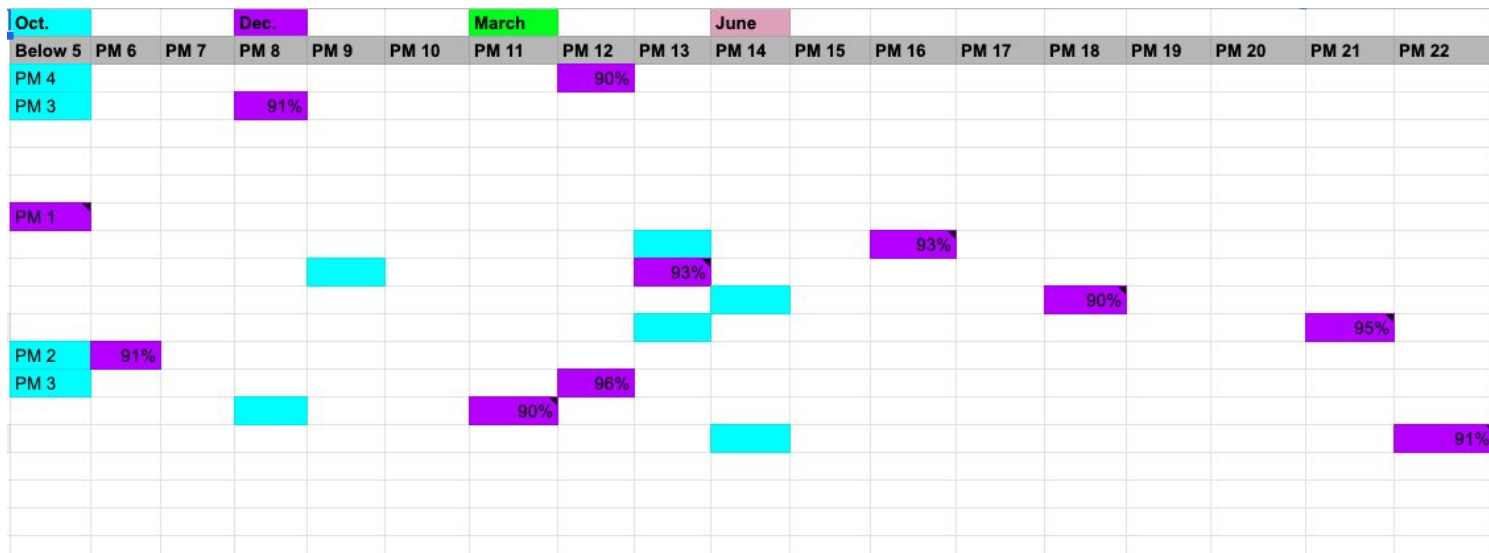 Oct. Dec. March June
Below 5 PM 6 PM 7 PM 8 PM 9 PM 10 PM 11 PM 12 PM 13 PM 14 PM 15 PM 16 PM 17 PM 18 PM 19 PM 20 PM 21 PM 22
PM 4 90%
PM 3 91%
PM 1
93%
93%
90%
95%
PM 2 91%
PM 3 96%
90%
91%